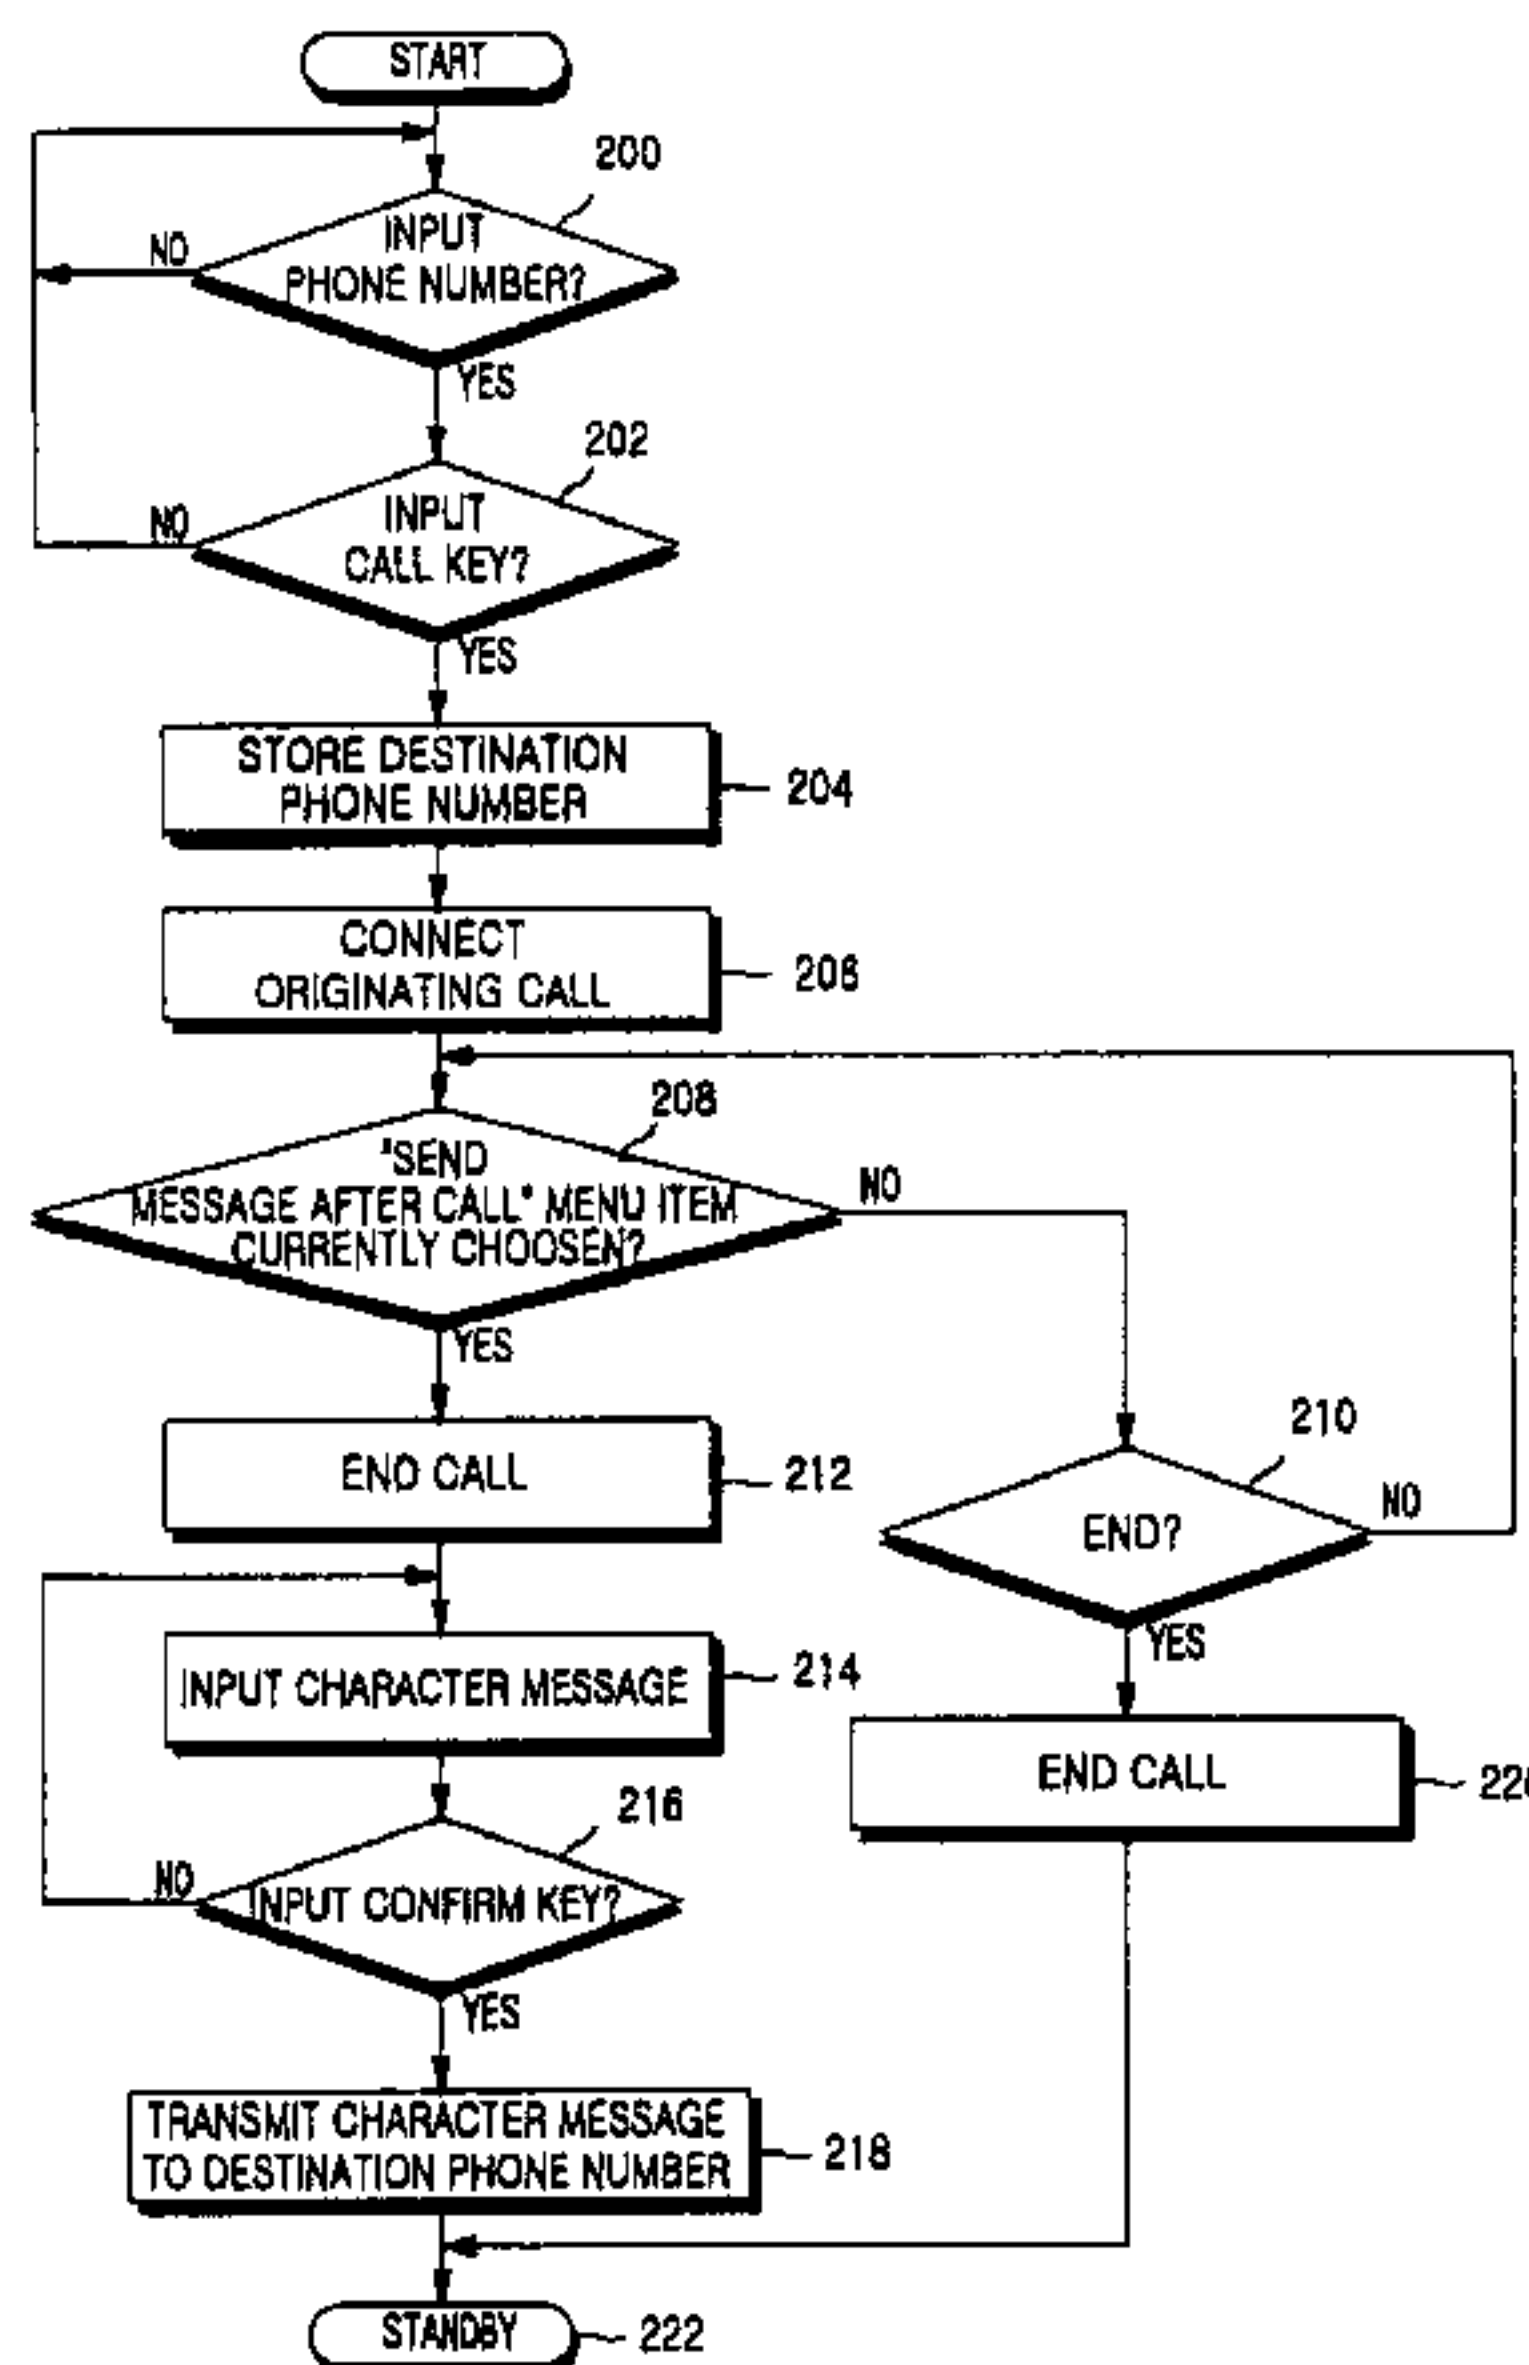 START
200
INPUT
PHONE NUMBER?
NO
YES
202
INPUT
CALL KEY?
NO
YES
STORE DESTINATION
PHONE NUMBER
204
CONNECT
ORIGINATING CALL
206
208
"SEND
MESSAGE AFTER CALL" MENU ITEM
CURRENTLY CHOOSEN?
NO
YES
END CALL
212
210
END?
NO
YES
INPUT CHARACTER MESSAGE
214
END CALL
216
INPUT CONFIRM KEY?
NO
YES
TRANSMIT CHARACTER MESSAGE
TO DESTINATION PHONE NUMBER
218
STANDBY
222